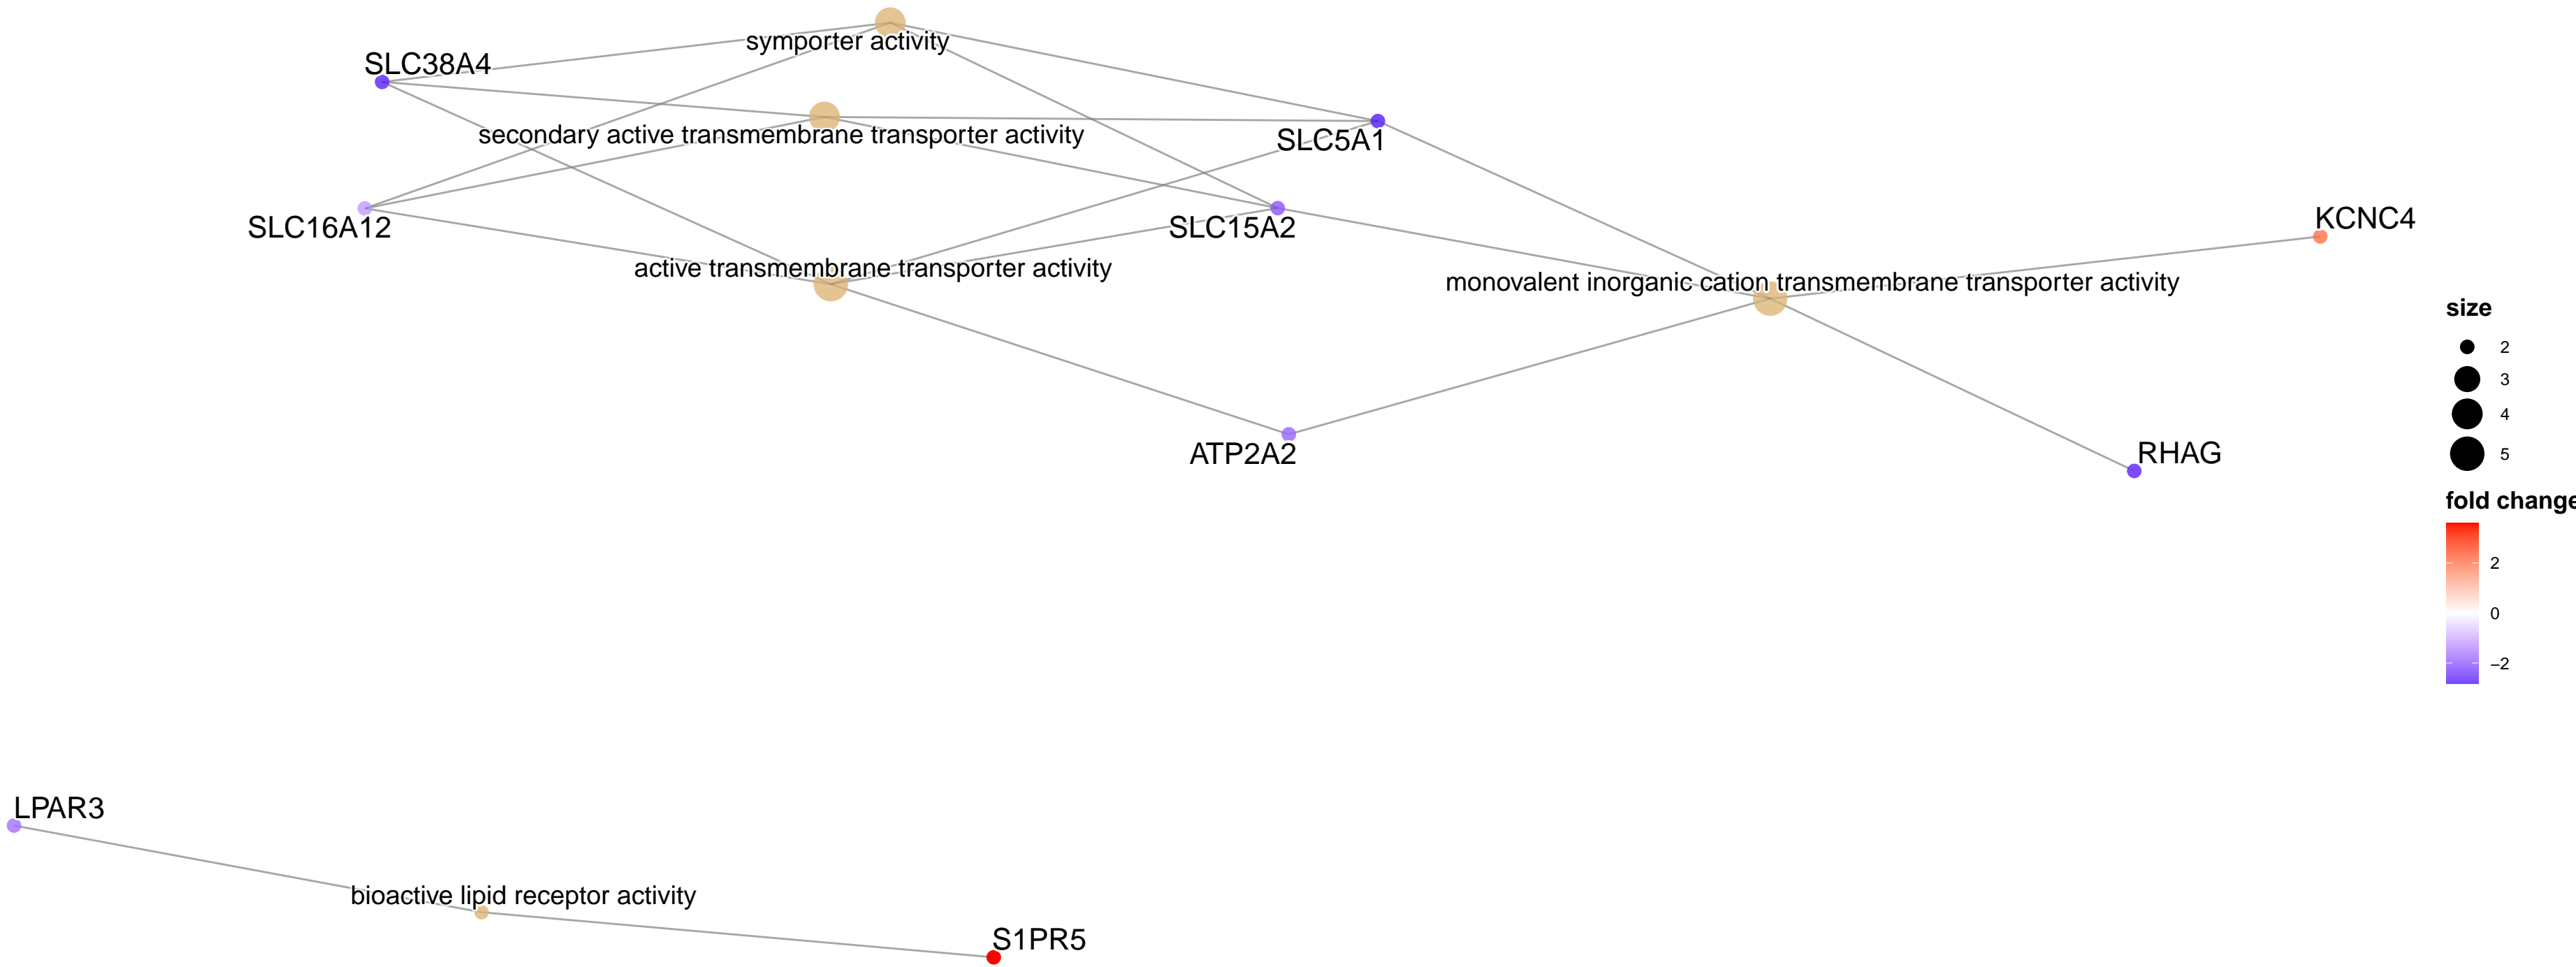 symporter activity
SLC38A4
secondary active transmembrane transporter activity
SLC5A1
SLC16A12
SLC15A2
KCNC4
active transmembrane transporter activity
monovalent inorganic cation transmembrane transporter activity
size
2
3
4
5
ATP2A2
RHAG
fold change
2
0
−2
LPAR3
bioactive lipid receptor activity
S1PR5